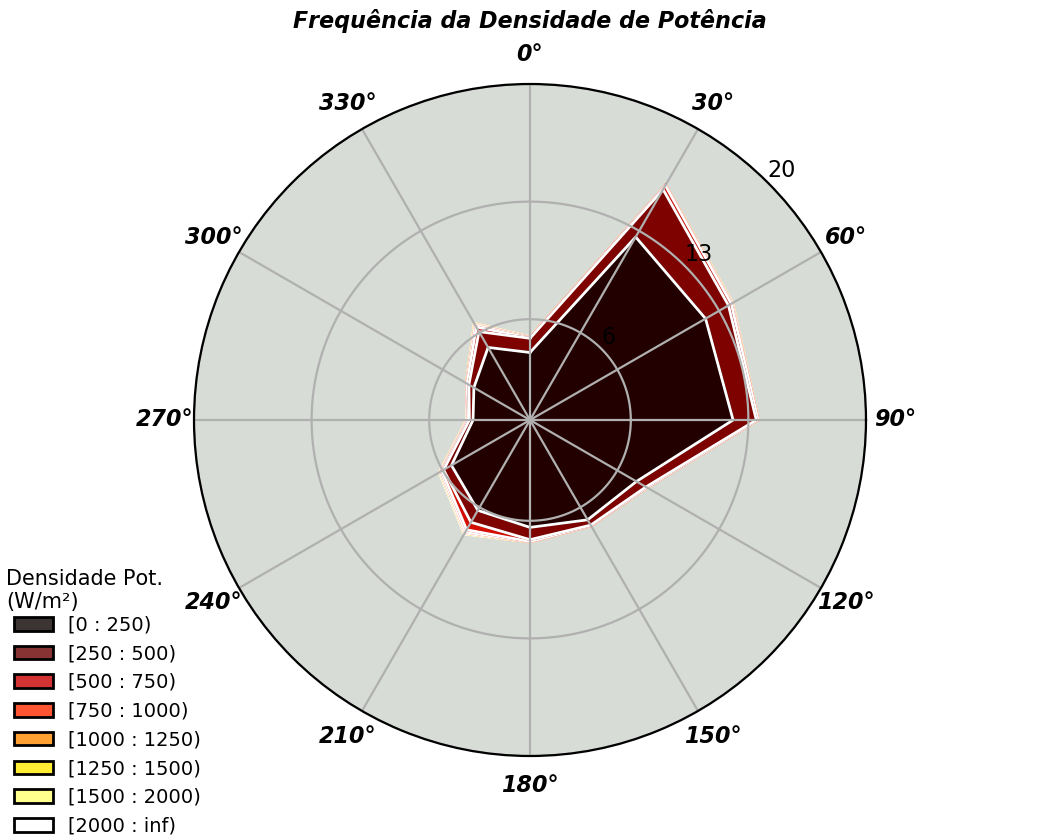 Frequência da Densidade de Potência
0°
330°
30°
20
300°
60°
13
6
270°
90°
240°
120°
210°
150°
180°
Densidade Pot.
(W/m²)
[0 : 250)
[250 : 500)
[500 : 750)
[750 : 1000)
[1000 : 1250)
[1250 : 1500)
[1500 : 2000)
[2000 : inf)